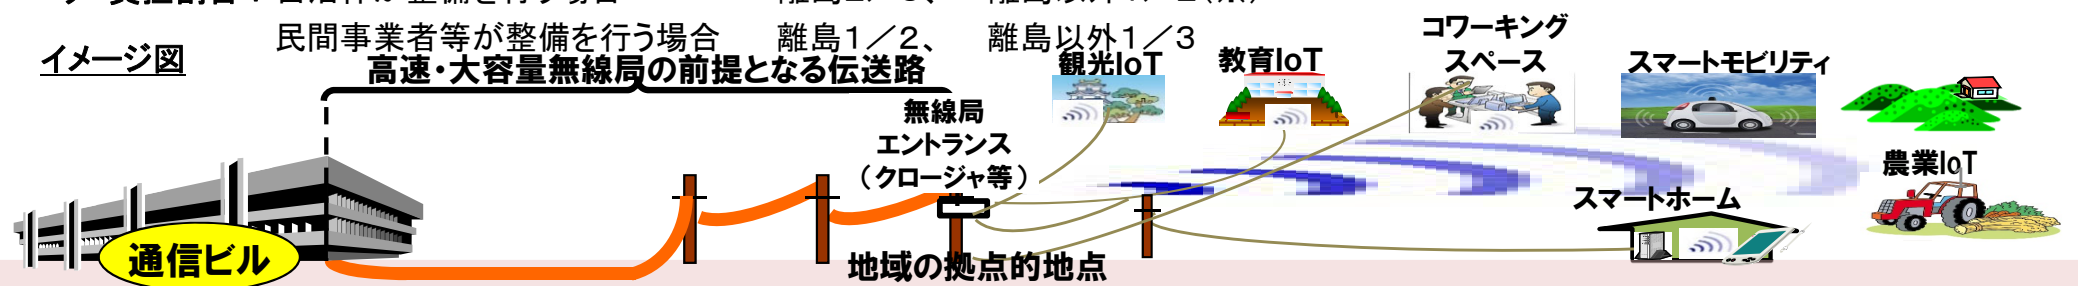 民間事業者等が整備を行う場合 離島1／2、 離島以外1／3
イメージ図
高速・大容量無線局の前提となる伝送路
無線局
エントランス
（クロージャ等）
観光IoT
教育IoT
コワーキング
スペース
スマートモビリティ
農業IoT
スマートホーム
通信ビル
地域の拠点的地点